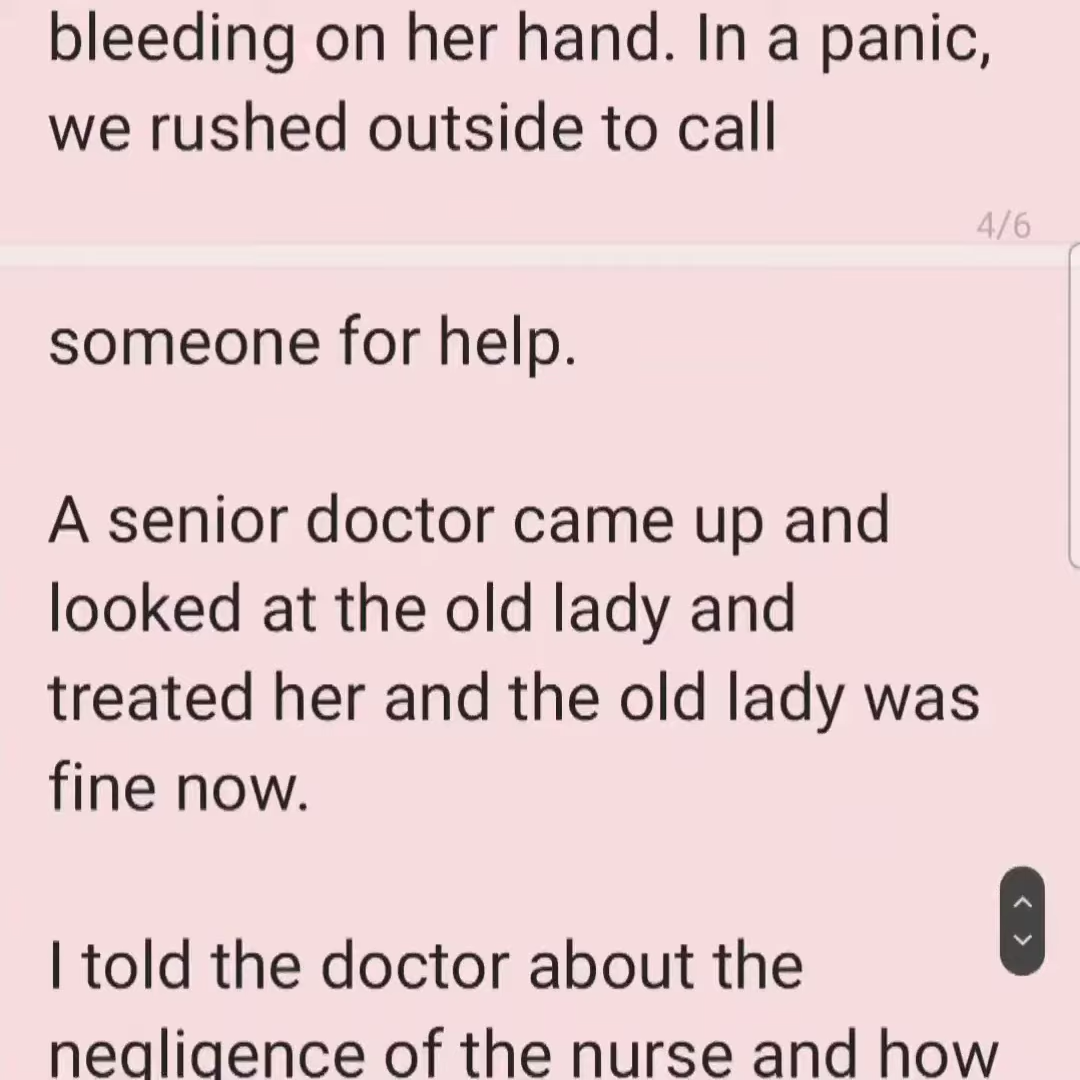 bleeding on her hand. In a panic,
we rushed outside to call
4/6
someone for help.
A senior doctor came up and
looked at the old lady and
treated her and the old lady was
fine now.
I told the doctor about the
negligence of the nurse and how